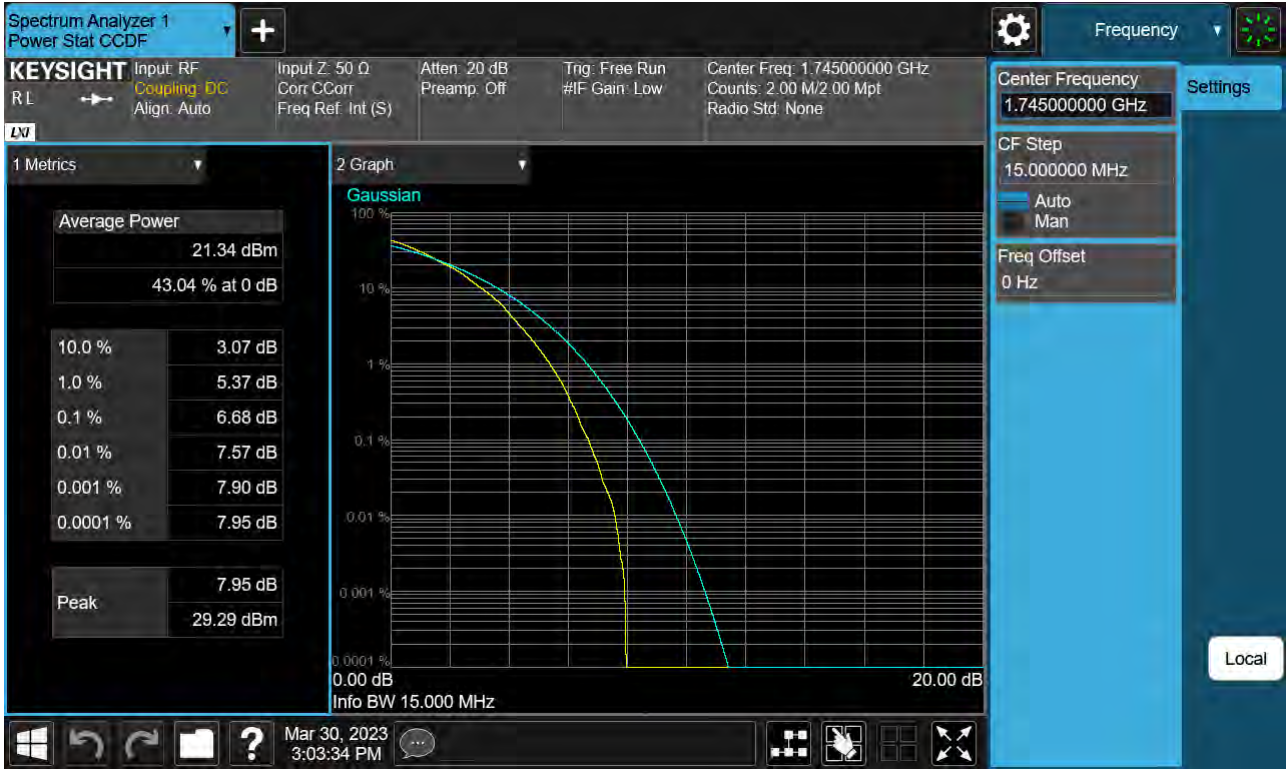 Spectrum Analyzer 1
Power Stat CCDF
Frequency
KEYSIGHT
R L
LXI
Input: RF
Coupling: DC
Align: Auto
Input Z: 50 Ω
Corr CCorr
Freq Ref: Int (S)
Atten: 20 dB
Preamp: Off
Trig: Free Run
#IF Gain: Low
Center Freq: 1.745000000 GHz
Counts: 2.00 M/2.00 Mpt
Radio Std: None
Center Frequency
1.745000000 GHz
CF Step
15.000000 MHz
Auto
Man
Freq Offset
0 Hz
Settings
Local
1 Metrics
Average Power
21.34 dBm
43.04 % at 0 dB
10.0 % 3.07 dB
1.0 % 5.37 dB
0.1 % 6.68 dB
0.01 % 7.57 dB
0.001 % 7.90 dB
0.0001 % 7.95 dB
Peak
7.95 dB
29.29 dBm
2 Graph
Gaussian
100 %
10 %
1 %
0.1 %
0.01 %
0.001 %
0.0001 %
0.00 dB 20.00 dB
Info BW 15.000 MHz
?
Mar 30, 2023
3:03:34 PM